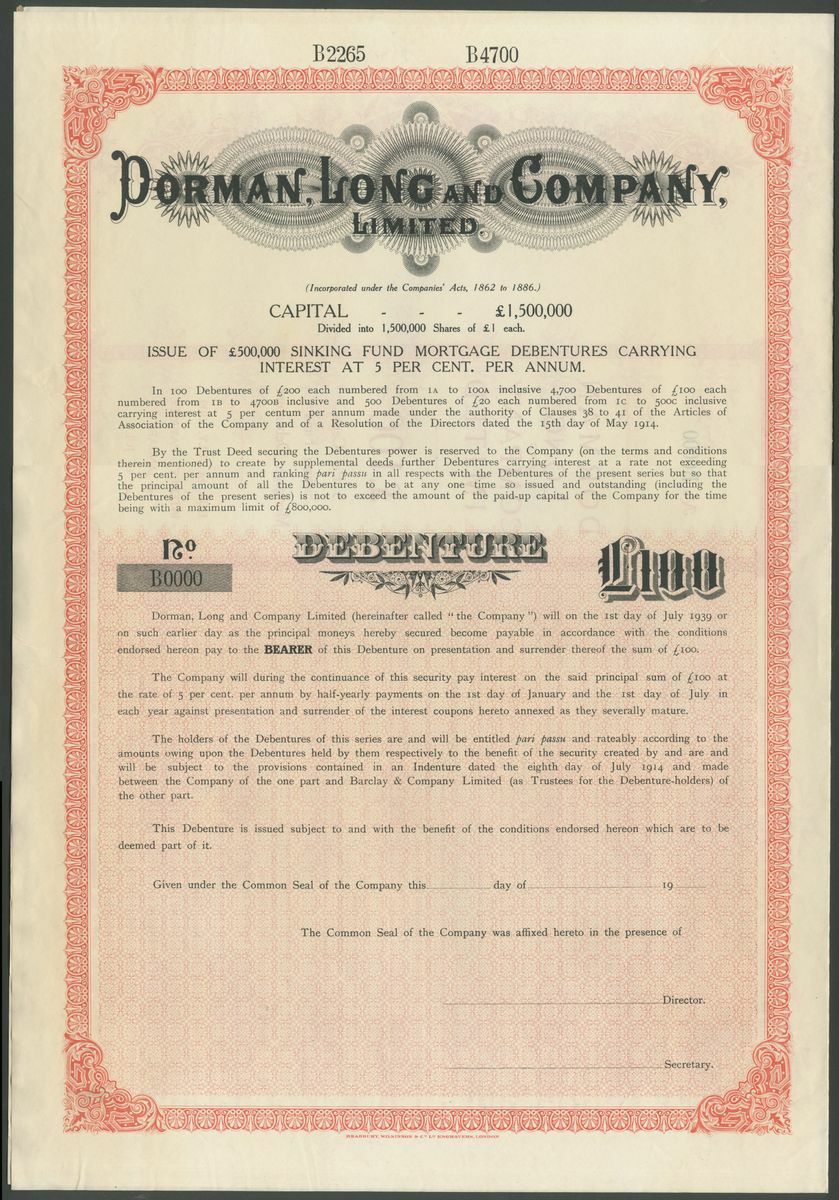 B2265 B4700
DORMAN, LONG AND COMPANY,
LIMITED.
(Incorporated under the Companies' Acts, 1862 to 1886.)
CAPITAL - - - £1,500,000
Divided into 1,500,000 Shares of £1 each.
ISSUE OF £500,000 SINKING FUND MORTGAGE DEBENTURES CARRYING
INTEREST AT 5 PER CENT. PER ANNUM.
In 100 Debentures of £200 each numbered from 1A to 100A inclusive 4,700 Debentures of £100 each
numbered from 1B to 4700B inclusive and 500 Debentures of £20 each numbered from 1C to 500C inclusive
carrying interest at 5 per centum per annum made under the authority of Clauses 38 to 41 of the Articles of
Association of the Company and of a Resolution of the Directors dated the 15th day of May 1914.
By the Trust Deed securing the Debentures power is reserved to the Company (on the terms and conditions
therein mentioned) to create by supplemental deeds further Debentures carrying interest at a rate not exceeding
5 per cent. per annum and ranking pari passu in all respects with the Debentures of the present series but so that
the principal amount of all the Debentures to be at any one time so issued and outstanding (including the
Debentures of the present series) is not to exceed the amount of the paid-up capital of the Company for the time
being with a maximum limit of £800,000.
No DEBENTURE £100
B0000
Dorman, Long and Company Limited (hereinafter called "the Company") will on the 1st day of July 1939 or
on such earlier day as the principal moneys hereby secured become payable in accordance with the conditions
endorsed hereon pay to the BEARER of this Debenture on presentation and surrender thereof the sum of £100.
The Company will during the continuance of this security pay interest on the said principal sum of £100 at
the rate of 5 per cent. per annum by half-yearly payments on the 1st day of January and the 1st day of July in
each year against presentation and surrender of the interest coupons hereto annexed as they severally mature.
The holders of the Debentures of this series are and will be entitled pari passu and rateably according to the
amounts owing upon the Debentures held by them respectively to the benefit of the security created by and are and
will be subject to the provisions contained in an Indenture dated the eighth day of July 1914 and made
between the Company of the one part and Barclay & Company Limited (as Trustees for the Debenture-holders) of
the other part.
This Debenture is issued subject to and with the benefit of the conditions endorsed hereon which are to be
deemed part of it.
Given under the Common Seal of the Company this day of 19
The Common Seal of the Company was affixed hereto in the presence of
Director.
Secretary.
BRADBURY, WILKINSON & Co. Ld. ENGRAVERS, LONDON